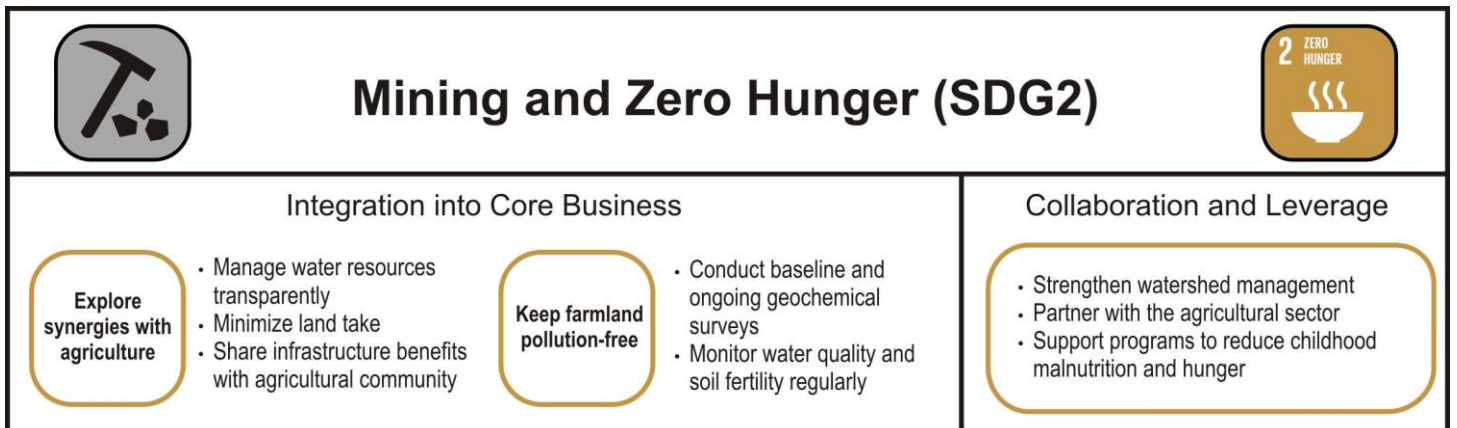 2 ZERO
HUNGER
Mining and Zero Hunger (SDG2)
Integration into Core Business
Explore
synergies with
agriculture
• Manage water resources
transparently
• Minimize land take
• Share infrastructure benefits
with agricultural community
Keep farmland
pollution-free
• Conduct baseline and
ongoing geochemical
surveys
• Monitor water quality and
soil fertility regularly
Collaboration and Leverage
• Strengthen watershed management
• Partner with the agricultural sector
• Support programs to reduce childhood
malnutrition and hunger